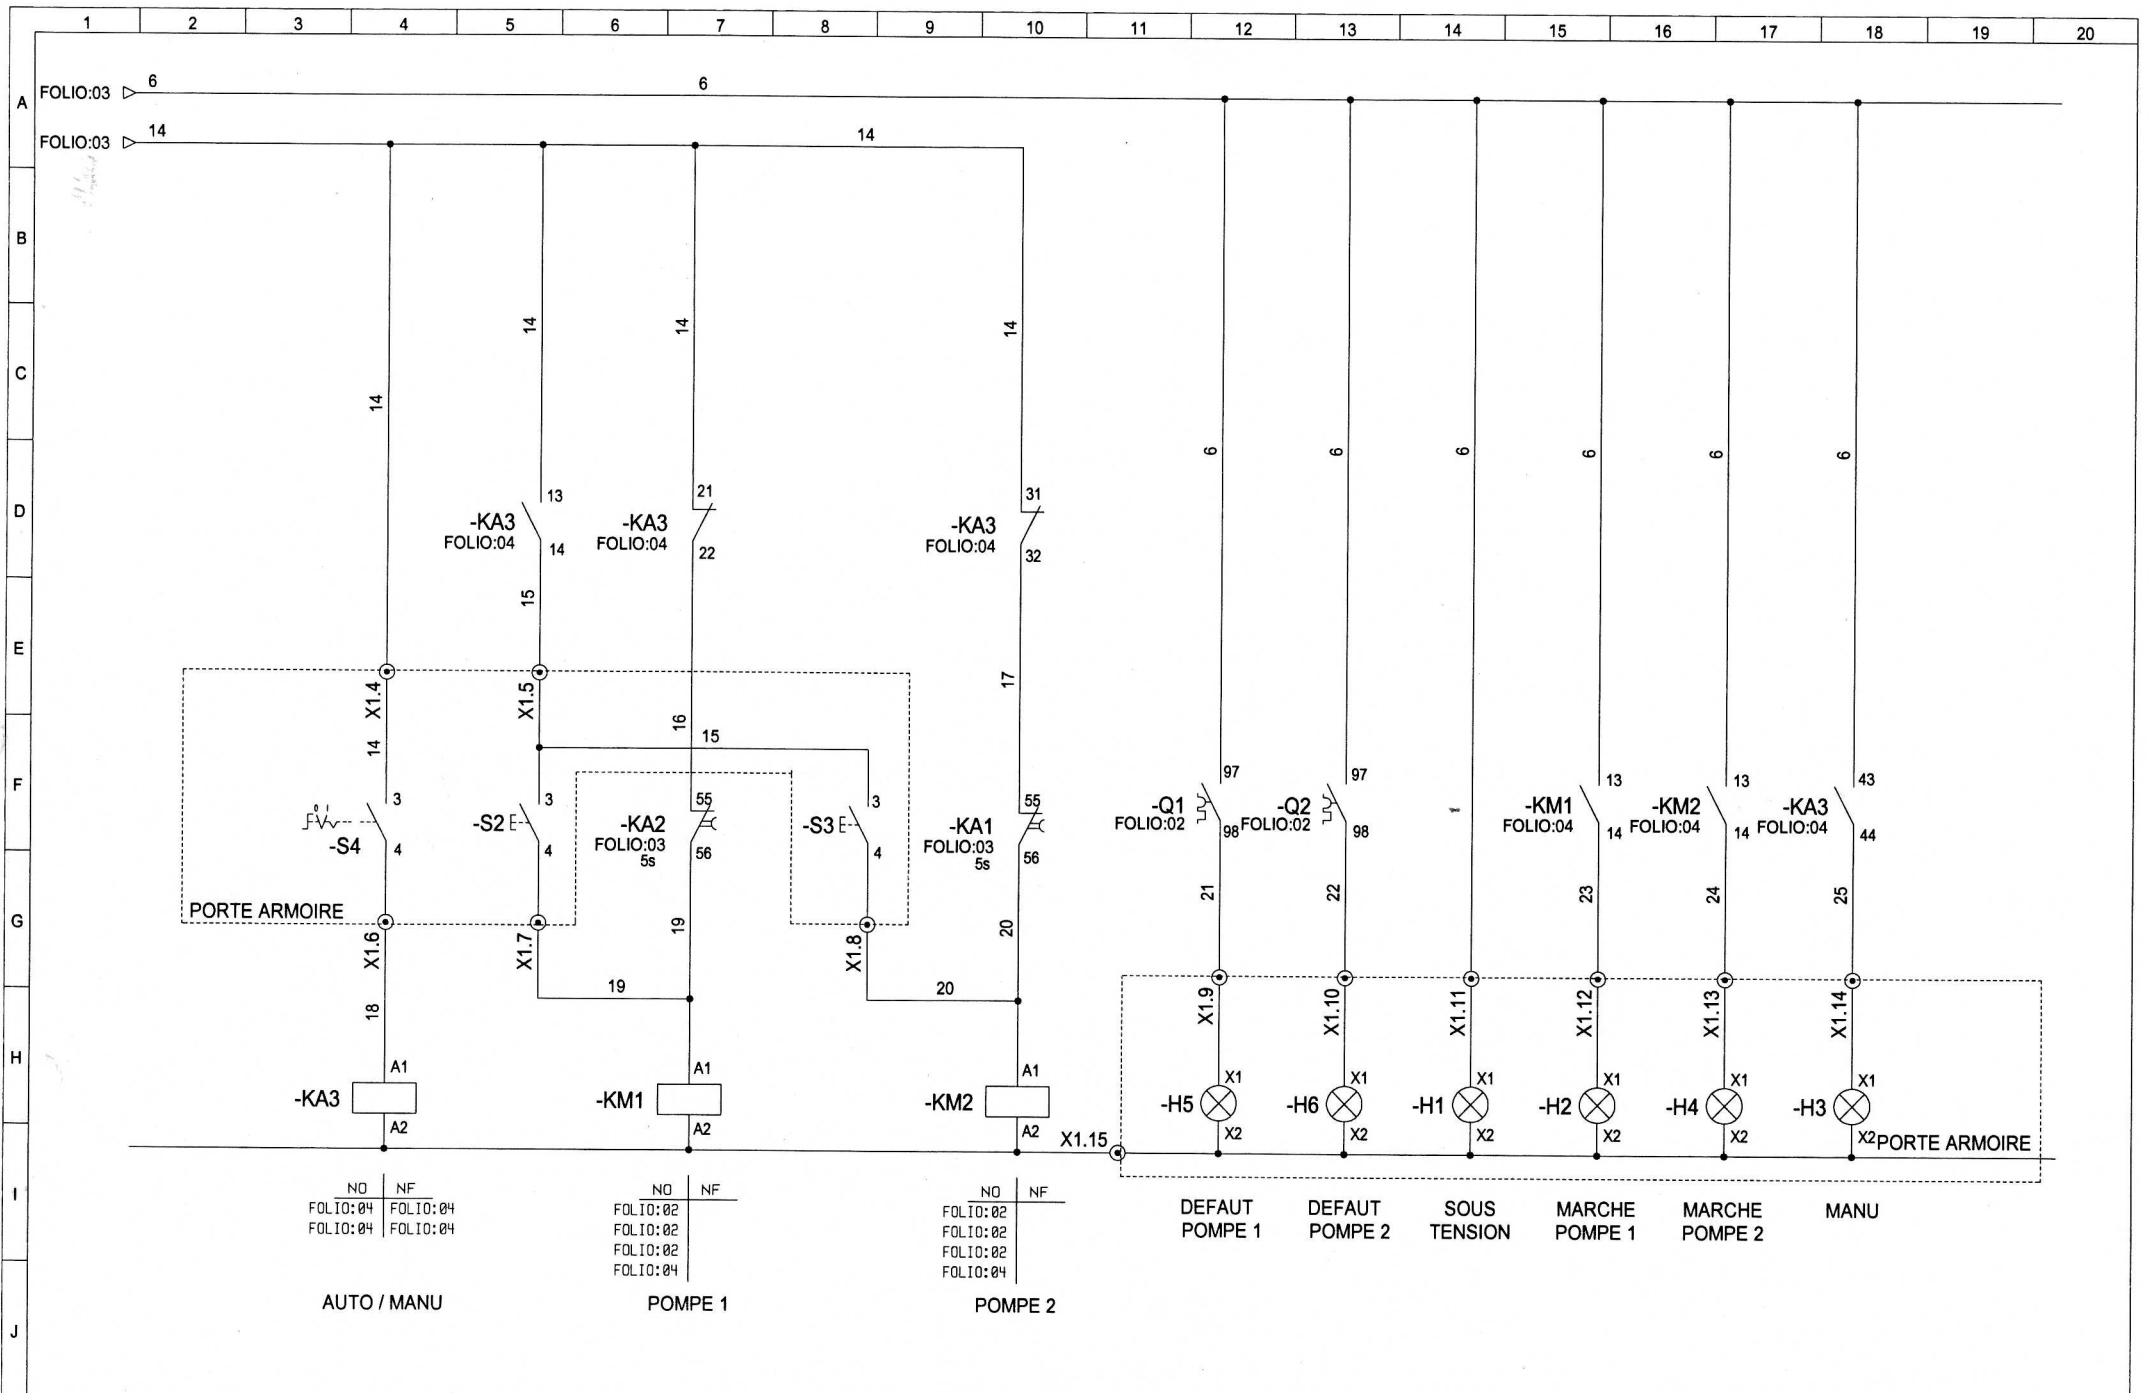 1 2 3 4 5 6 7 8 9 10 11 12 13 14 15 16 17 18 19 20
A
FOLIO:03 6 6
FOLIO:03 14 14
B
C
14 14 14 14
6 6 6 6 6 6
D
-KA3 13
FOLIO:04 14
-KA3 21
FOLIO:04 22
-KA3 31
FOLIO:04 32
E
15
X1.4 X1.5
17
F
14 16 15
-S4 3
4
-S2 3
4
-KA2 55
FOLIO:03
5s 56
-S3 3
4
-KA1 55
FOLIO:03
5s 56
-Q1 97
FOLIO:02 98
-Q2 97
FOLIO:02 98
-KM1 13
FOLIO:04 14
-KM2 13
FOLIO:04 14
-KA3 43
FOLIO:04 44
G
PORTE ARMOIRE
X1.6 X1.7 19 X1.8 20
21 22 23 24 25
H
18 19 20
X1.9 X1.10 X1.11 X1.12 X1.13 X1.14
-KA3 A1
A2
-KM1 A1
A2
-KM2 A1
A2
X1.15
-H5 X1
X2
-H6 X1
X2
-H1 X1
X2
-H2 X1
X2
-H4 X1
X2
-H3 X1
X2
PORTE ARMOIRE
I
NO NF
FOLIO:04 FOLIO:04
FOLIO:04 FOLIO:04
NO NF
FOLIO:02
FOLIO:02
FOLIO:02
FOLIO:04
NO NF
FOLIO:02
FOLIO:02
FOLIO:02
FOLIO:04
DEFAUT
POMPE 1
DEFAUT
POMPE 2
SOUS
TENSION
MARCHE
POMPE 1
MARCHE
POMPE 2
MANU
J
AUTO / MANU
POMPE 1
POMPE 2